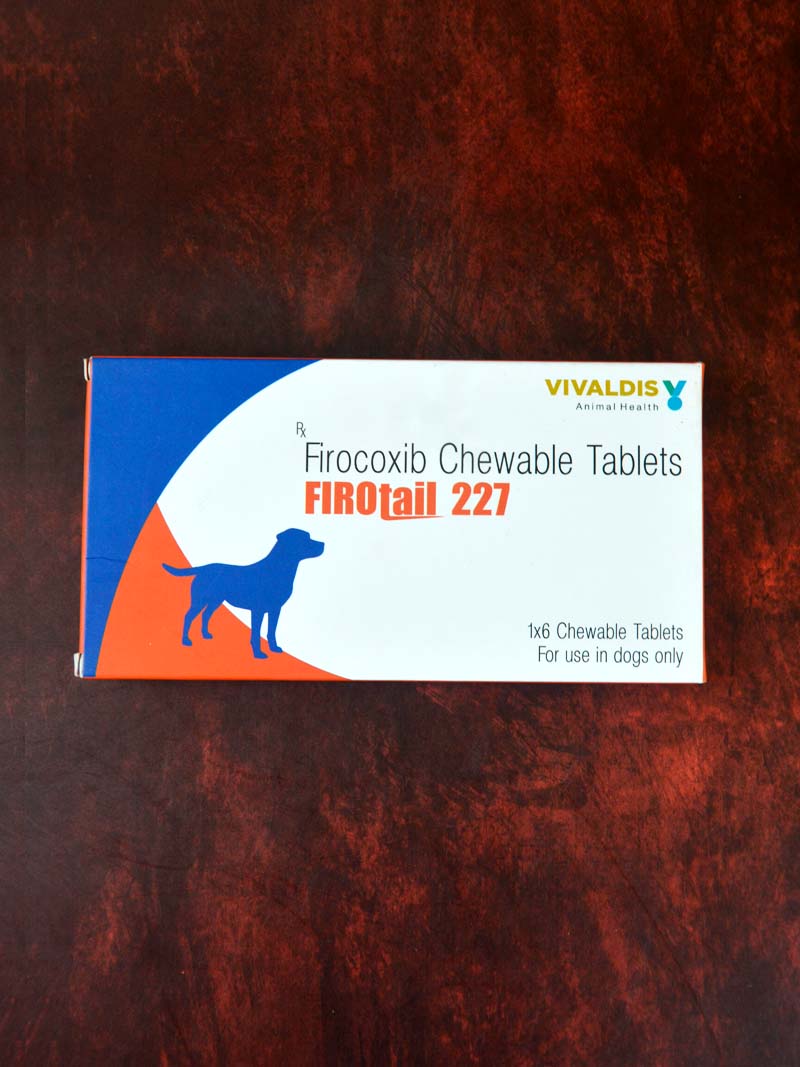 VIVALDIS
Animal Health
Rx
Firocoxib Chewable Tablets
FIROtail 227
1x6 Chewable Tablets
For use in dogs only